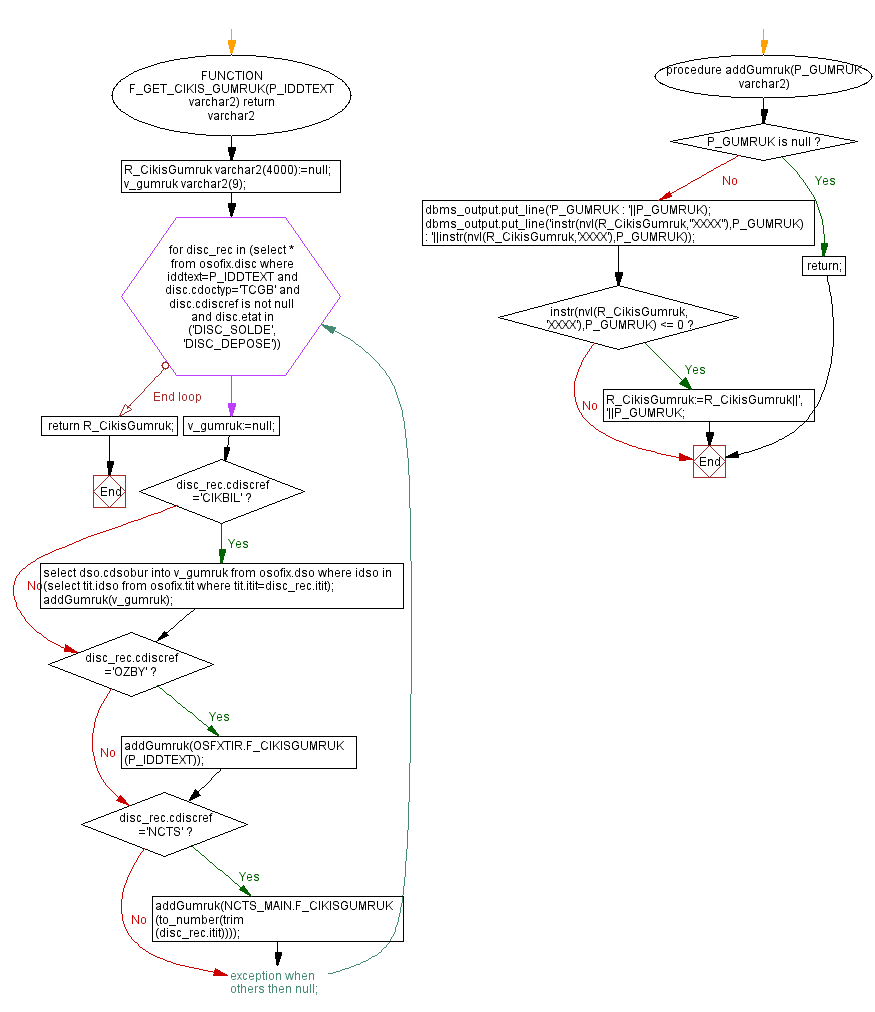 FUNCTION
F_GET_CIKIS_GUMRUK(P_IDDTEXT
varchar2) return
varchar2
R_CikisGumruk varchar2(4000):=null;
v_gumruk varchar2(9);
for disc_rec in (select *
from osofix.disc where
iddtext=P_IDDTEXT and
disc.cdoctyp='TCGB' and
disc.cdiscref is not null
and disc.etat in
('DISC_SOLDE',
'DISC_DEPOSE'))
End loop
return R_CikisGumruk;
End
v_gumruk:=null;
disc_rec.cdiscref
='CIKBIL' ?
Yes
No
select dso.cdsobur into v_gumruk from osofix.dso where idso in
(select tit.idso from osofix.tit where tit.itit=disc_rec.itit);
addGumruk(v_gumruk);
disc_rec.cdiscref
='OZBY' ?
Yes
No
addGumruk(OSFXTIR.F_CIKISGUMRUK
(P_IDDTEXT));
disc_rec.cdiscref
='NCTS' ?
Yes
No
addGumruk(NCTS_MAIN.F_CIKISGUMRUK
(to_number(trim
(disc_rec.itit))));
exception when
others then null;
procedure addGumruk(P_GUMRUK
varchar2)
P_GUMRUK is null ?
No
Yes
dbms_output.put_line('P_GUMRUK : '||P_GUMRUK);
dbms_output.put_line('instr(nvl(R_CikisGumruk,''XXXX''),P_GUMRUK)
: '||instr(nvl(R_CikisGumruk,'XXXX'),P_GUMRUK));
return;
instr(nvl(R_CikisGumruk,
'XXXX'),P_GUMRUK) <= 0 ?
Yes
No
R_CikisGumruk:=R_CikisGumruk||',
'||P_GUMRUK;
End